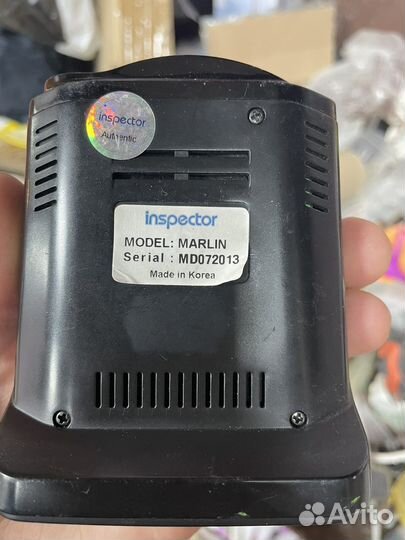 inspector
Authentic
inspector
MODEL: MARLIN
Serial : MD072013
Made in Korea
Avito